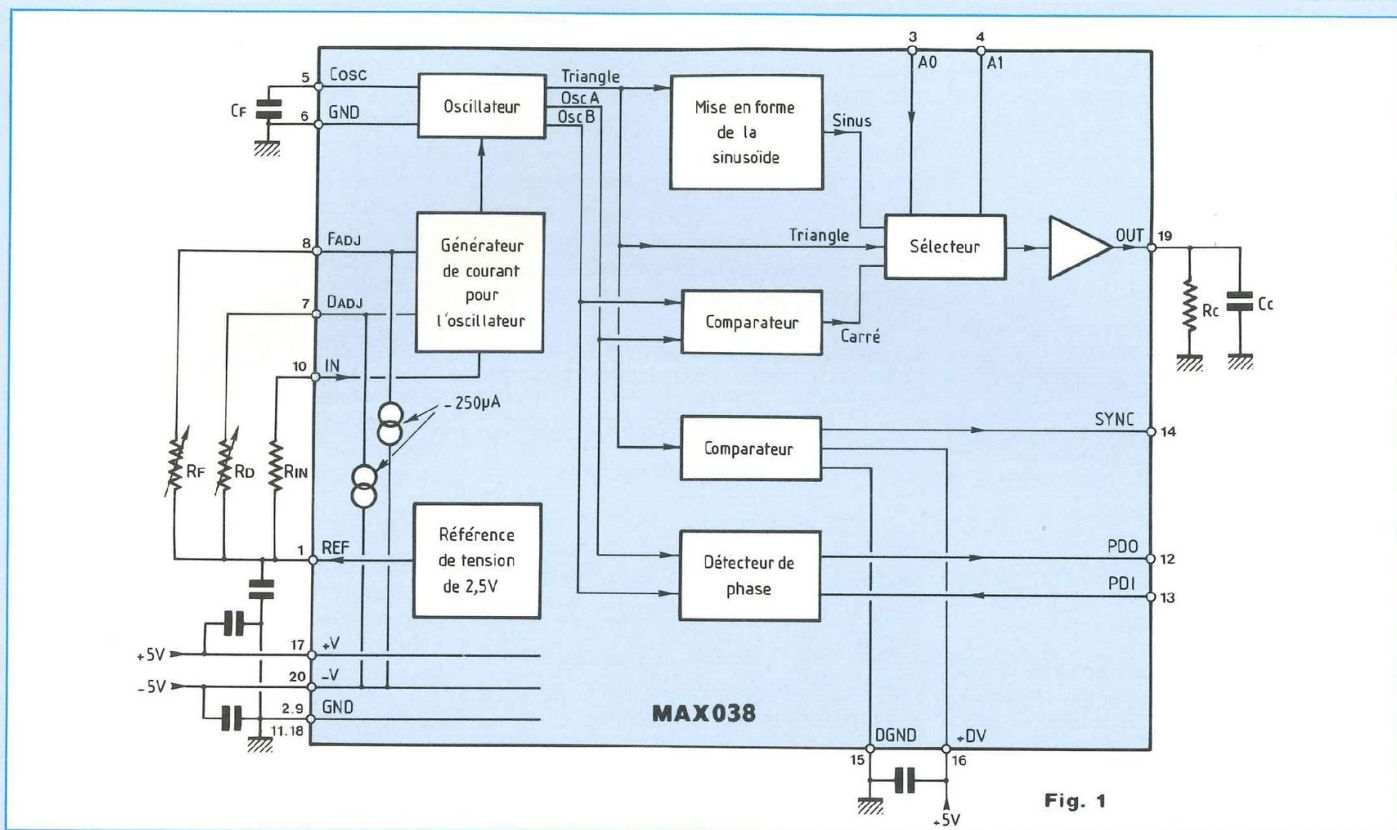 3
4
A0
A1
5
COSC
CF
6
GND
Oscillateur
Triangle
OscA
OscB
Mise en forme
de la
sinusoïde
Sinus
8
FADJ
7
DADJ
10
IN
Générateur
de courant
pour
l'oscillateur
Triangle
Sélecteur
OUT
19
RC
CC
Comparateur
Carré
-250µA
RF
RD
RIN
Comparateur
SYNC
14
1
REF
Référence
de tension
de 2,5V
Détecteur de
phase
PDO
12
PDI
13
+5V
17
+V
-5V
20
-V
2.9
GND
11.18
MAX038
DGND
+DV
15
16
+5V
Fig. 1